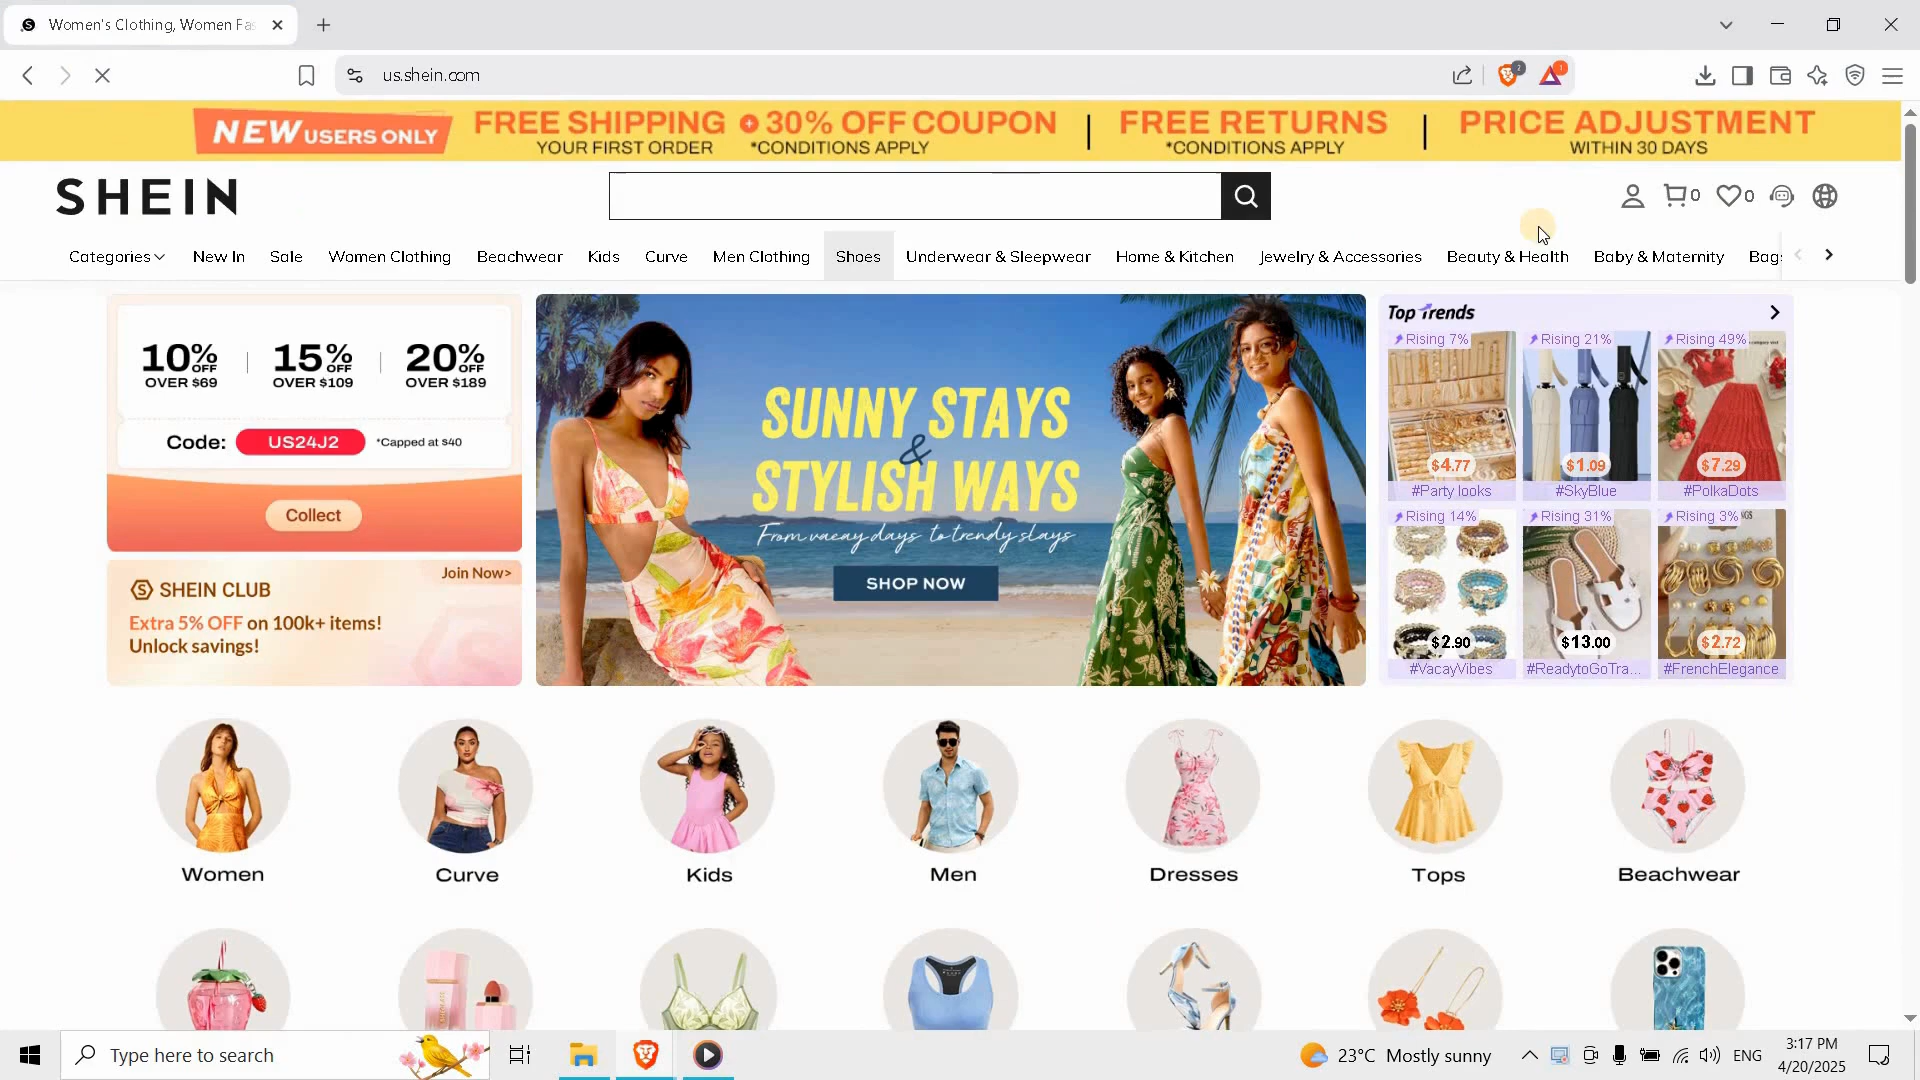 Women's Clothing, Women Fas
us.shein.com
2
1
NEW USERS ONLY
FREE SHIPPING + 30% OFF COUPON
YOUR FIRST ORDER *CONDITIONS APPLY
FREE RETURNS
*CONDITIONS APPLY
PRICE ADJUSTMENT
WITHIN 30 DAYS
SHEIN
0
0
Categories New In Sale Women Clothing Beachwear Kids Curve Men Clothing Shoes Underwear & Sleepwear Home & Kitchen Jewelry & Accessories Beauty & Health Baby & Maternity Bags
10% OFF
OVER $69
15% OFF
OVER $109
20% OFF
OVER $189
Code: US24J2 *Capped at $40
Collect
Join Now>
SHEIN CLUB
Extra 5% OFF on 100k+ items!
Unlock savings!
SUNNY STAYS
&
STYLISH WAYS
From vacay days to trendy slays
SHOP NOW
Top Trends
Rising 7%
$4.77
#Party looks
Rising 21%
$1.09
#SkyBlue
Rising 49%
$7.29
#PolkaDots
Rising 14%
$2.90
#VacayVibes
Rising 31%
$13.00
#ReadytoGoTra...
Rising 3%
$2.72
#FrenchElegance
Women
Curve
Kids
Men
Dresses
Tops
Beachwear
Type here to search
23°C Mostly sunny
ENG
3:17 PM
4/20/2025